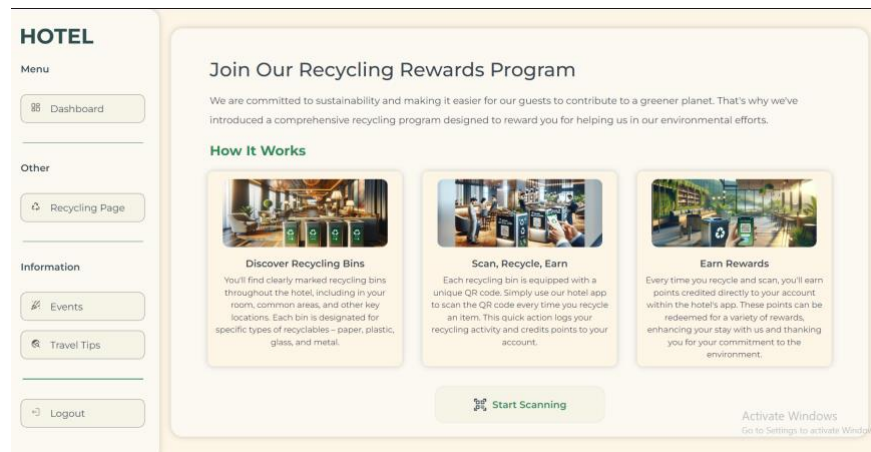 HOTEL
Menu
Dashboard
Other
Recycling Page
Information
Events
Travel Tips
Logout
Join Our Recycling Rewards Program
We are committed to sustainability and making it easier for our guests to contribute to a greener planet. That's why we've
introduced a comprehensive recycling program designed to reward you for helping us in our environmental efforts.
How It Works
Discover Recycling Bins
You'll find clearly marked recycling bins
throughout the hotel, including in your
room, common areas, and other key
locations. Each bin is designated for
specific types of recyclables – paper, plastic,
glass, and metal.
Scan, Recycle, Earn
Each recycling bin is equipped with a
unique QR code. Simply use our hotel app
to scan the QR code every time you recycle
an item. This quick action logs your
recycling activity and credits points to your
account.
Earn Rewards
Every time you recycle and scan, you'll earn
points credited directly to your account
within the hotel's app. These points can be
redeemed for a variety of rewards,
enhancing your stay with us and thanking
you for your commitment to the
environment.
Start Scanning
Activate Windows
Go to Settings to activate Windo